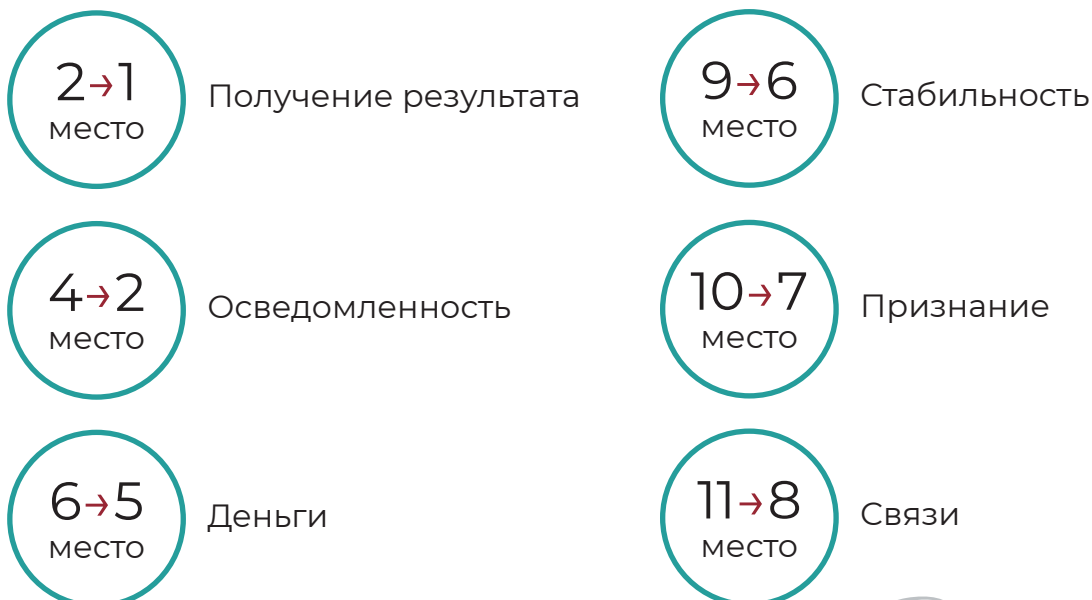 2→1
место
Получение результата
4→2
место
Осведомленность
6→5
место
Деньги
9→6
место
Стабильность
10→7
место
Признание
11→8
место
Связи